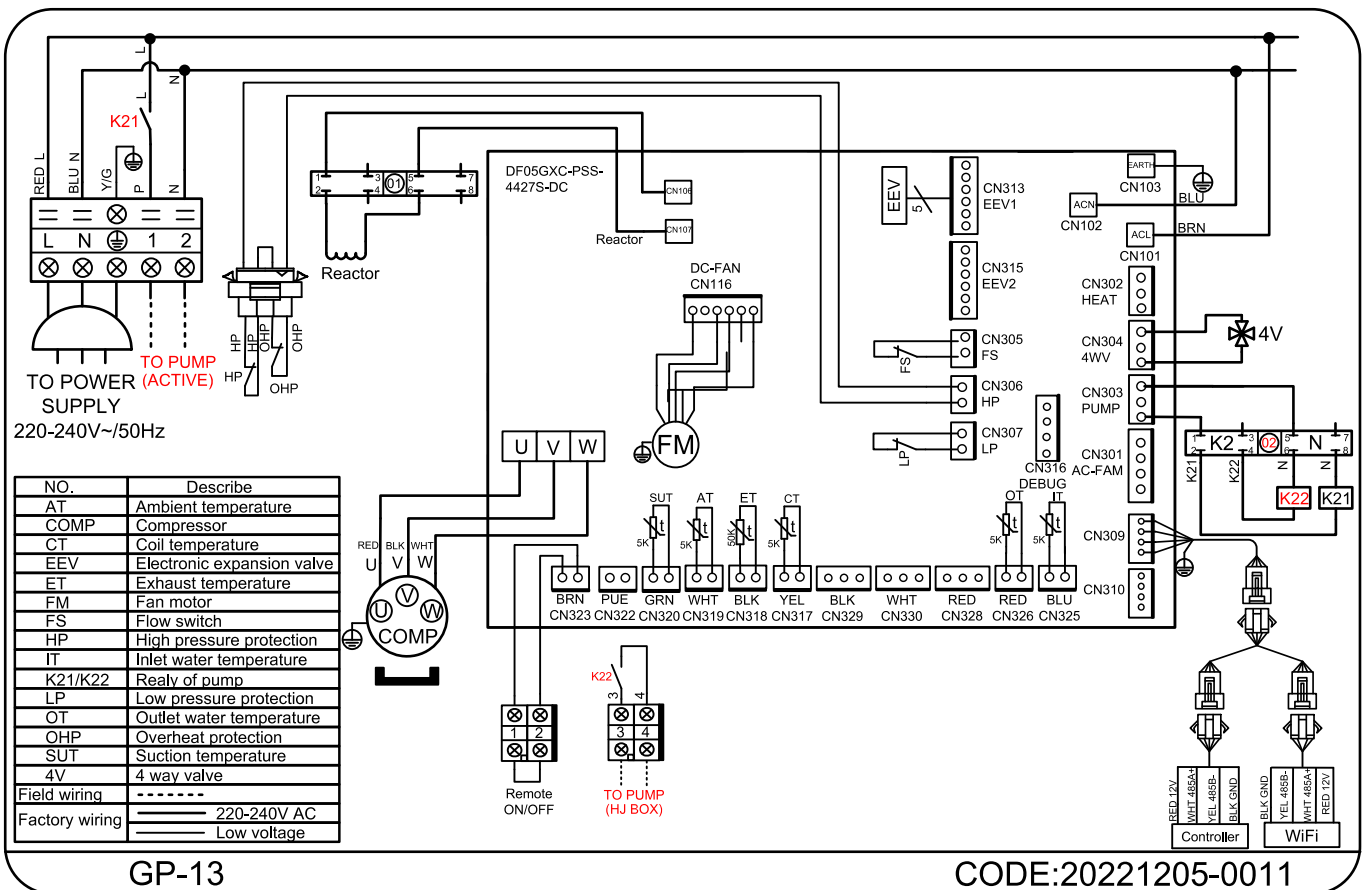 L
N
L
K21
RED L
BLU N
Y/G
P
N
L N 1 2
TO POWER
SUPPLY
220-240V~/50Hz
TO PUMP
(ACTIVE)
HP
HP
OHP
OHP
HP
OHP
1 3 01 5 7
2 4 6 8
Reactor
DF05GXC-PSS-
4427S-DC
CN106
CN107
Reactor
DC-FAN
CN116
FM
EEV
5
CN313
EEV1
CN315
EEV2
FS
CN305
FS
CN306
HP
LP
CN307
LP
CN316
DEBUG
EARTH
CN103
ACN
CN102
BLU
ACL
BRN
CN101
CN302
HEAT
CN304
4WV
4V
CN303
PUMP
CN301
AC-FAM
CN309
CN310
1 K2 3 02 5 N 7
2 4 6 8
K21
K22
N
N
K22
K21
U V W
RED BLK WHT
U V W
U V W
COMP
SUT
5K
t
AT
5K
t
ET
50K
t
CT
5K
t
OT
5K
t
IT
5K
t
BRN PUE GRN WHT BLK YEL BLK WHT RED RED BLU
CN323 CN322 CN320 CN319 CN318 CN317 CN329 CN330 CN328 CN326 CN325
1 2
Remote
ON/OFF
K22
3
4
3 4
TO PUMP
(HJ BOX)
RED 12V
WHT 485A+
YEL 485B-
BLK GND
Controller
BLK GND
YEL 485B-
WHT 485A+
RED 12V
WiFi
NO. Describe
AT Ambient temperature
COMP Compressor
CT Coil temperature
EEV Electronic expansion valve
ET Exhaust temperature
FM Fan motor
FS Flow switch
HP High pressure protection
IT Inlet water temperature
K21/K22 Realy of pump
LP Low pressure protection
OT Outlet water temperature
OHP Overheat protection
SUT Suction temperature
4V 4 way valve
Field wiring
Factory wiring 220-240V AC
Low voltage
GP-13
CODE:20221205-0011